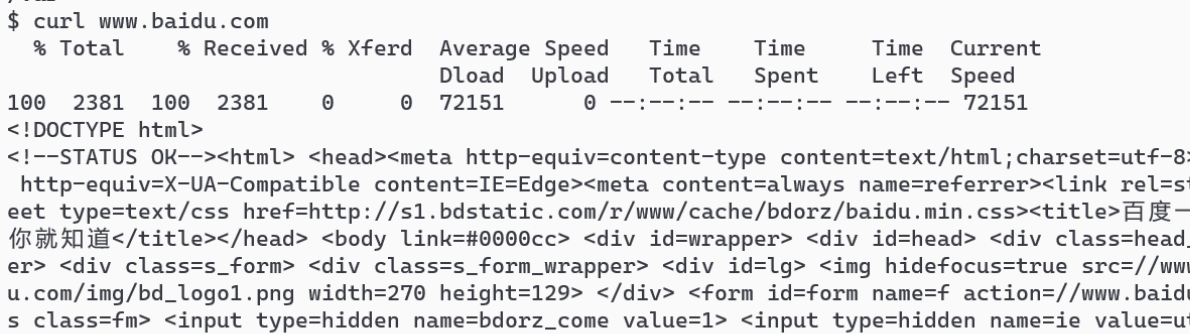 $ curl www.baidu.com
  % Total    % Received % Xferd  Average Speed   Time    Time     Time  Current
                                 Dload  Upload   Total   Spent    Left  Speed
100  2381  100  2381    0     0  72151      0 --:--:-- --:--:-- --:--:-- 72151
<!DOCTYPE html>
<!--STATUS OK--><html> <head><meta http-equiv=content-type content=text/html;charset=utf-8>
 http-equiv=X-UA-Compatible content=IE=Edge><meta content=always name=referrer><link rel=st
eet type=text/css href=http://s1.bdstatic.com/r/www/cache/bdorz/baidu.min.css><title>百度一
你就知道</title></head> <body link=#0000cc> <div id=wrapper> <div id=head> <div class=head_
er> <div class=s_form> <div class=s_form_wrapper> <div id=lg> <img hidefocus=true src=//www
u.com/img/bd_logo1.png width=270 height=129> </div> <form id=form name=f action=//www.baidu
s class=fm> <input type=hidden name=bdorz_come value=1> <input type=hidden name=ie value=ut